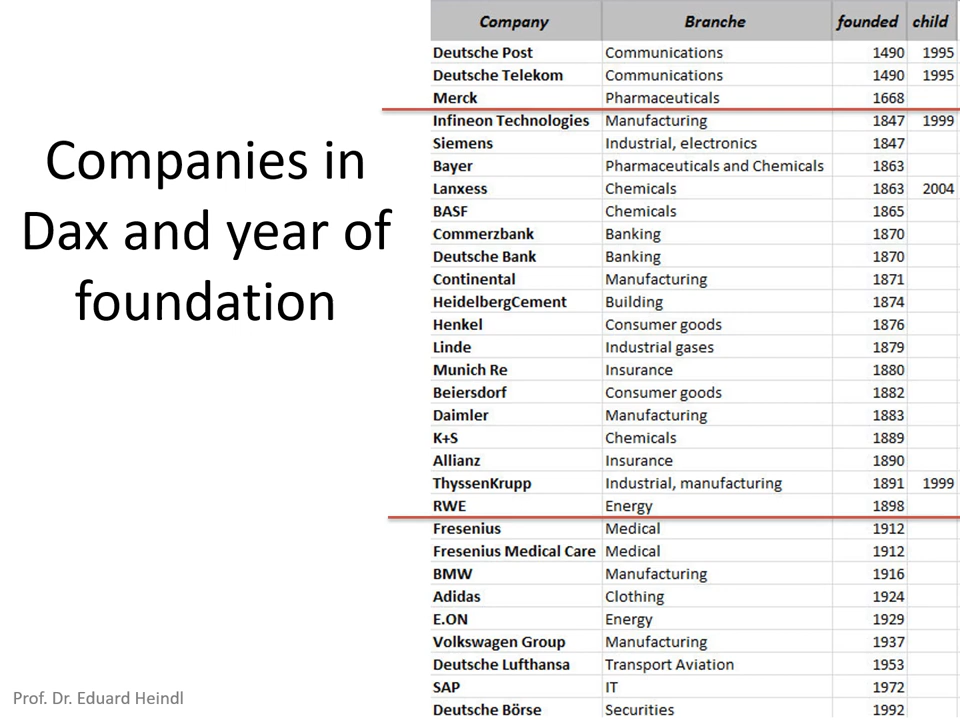 Companies in
Dax and year of
foundation
Company Branche founded child
Deutsche Post Communications 1490 1995
Deutsche Telekom Communications 1490 1995
Merck Pharmaceuticals 1668
Infineon Technologies Manufacturing 1847 1999
Siemens Industrial, electronics 1847
Bayer Pharmaceuticals and Chemicals 1863
Lanxess Chemicals 1863 2004
BASF Chemicals 1865
Commerzbank Banking 1870
Deutsche Bank Banking 1870
Continental Manufacturing 1871
HeidelbergCement Building 1874
Henkel Consumer goods 1876
Linde Industrial gases 1879
Munich Re Insurance 1880
Beiersdorf Consumer goods 1882
Daimler Manufacturing 1883
K+S Chemicals 1889
Allianz Insurance 1890
ThyssenKrupp Industrial, manufacturing 1891 1999
RWE Energy 1898
Fresenius Medical 1912
Fresenius Medical Care Medical 1912
BMW Manufacturing 1916
Adidas Clothing 1924
E.ON Energy 1929
Volkswagen Group Manufacturing 1937
Deutsche Lufthansa Transport Aviation 1953
SAP IT 1972
Deutsche Börse Securities 1992
Prof. Dr. Eduard Heindl